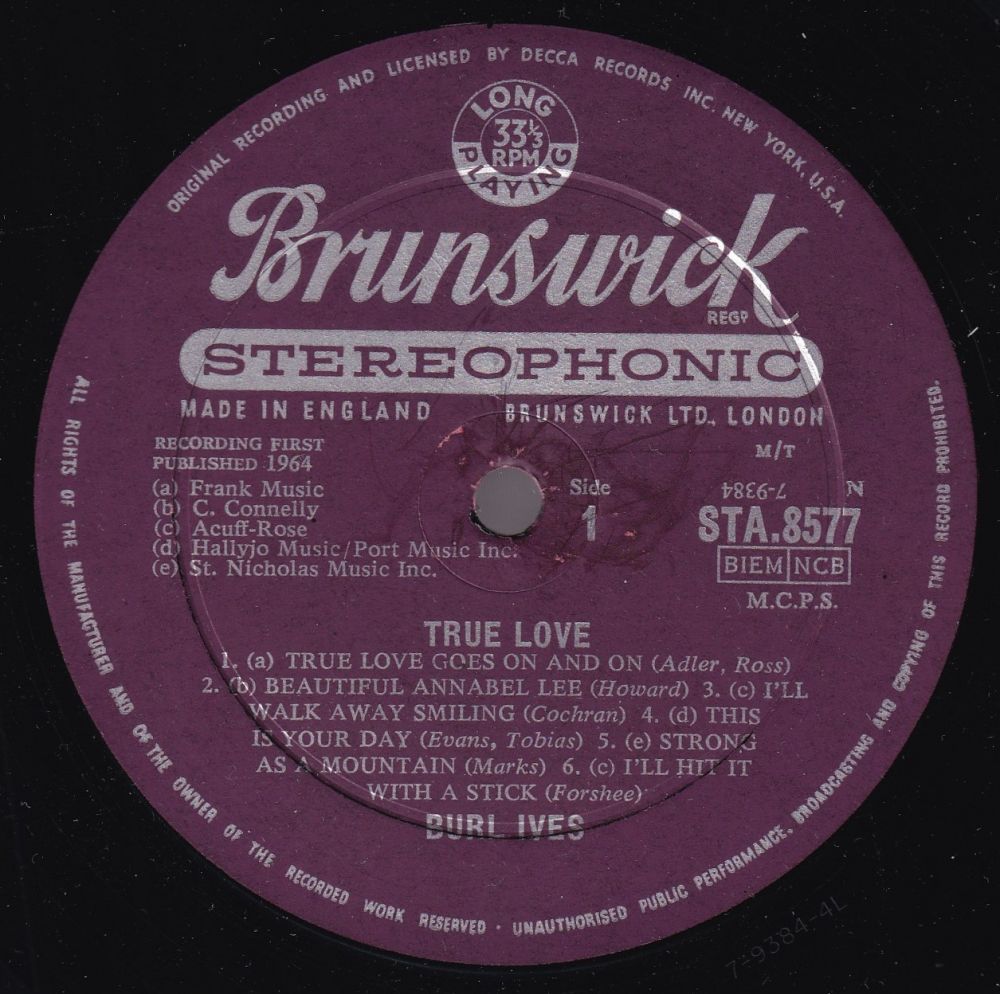 ORIGINAL RECORDING AND LICENSED BY DECCA RECORDS INC. NEW YORK, U.S.A.
LONG
33⅓
RPM
PLAYING
Brunswick
REGD
STEREOPHONIC
MADE IN ENGLAND BRUNSWICK LTD., LONDON
RECORDING FIRST
PUBLISHED 1964
M/T
(a) Frank Music
(b) C. Connelly
(c) Acuff-Rose
(d) Hallyjo Music/Port Music Inc.
(e) St. Nicholas Music Inc.
Side
1
7-9384
N
STA.8577
BIEM NCB
M.C.P.S.
TRUE LOVE
1. (a) TRUE LOVE GOES ON AND ON (Adler, Ross)
2. (b) BEAUTIFUL ANNABEL LEE (Howard) 3. (c) I'LL
WALK AWAY SMILING (Cochran) 4. (d) THIS
IS YOUR DAY (Evans, Tobias) 5. (e) STRONG
AS A MOUNTAIN (Marks) 6. (c) I'LL HIT IT
WITH A STICK (Forshee)
BURL IVES
ALL RIGHTS OF THE MANUFACTURER AND OF THE OWNER OF THE RECORDED WORK RESERVED · UNAUTHORISED PUBLIC PERFORMANCE, BROADCASTING AND COPYING OF THIS RECORD PROHIBITED.
7-9384-4L